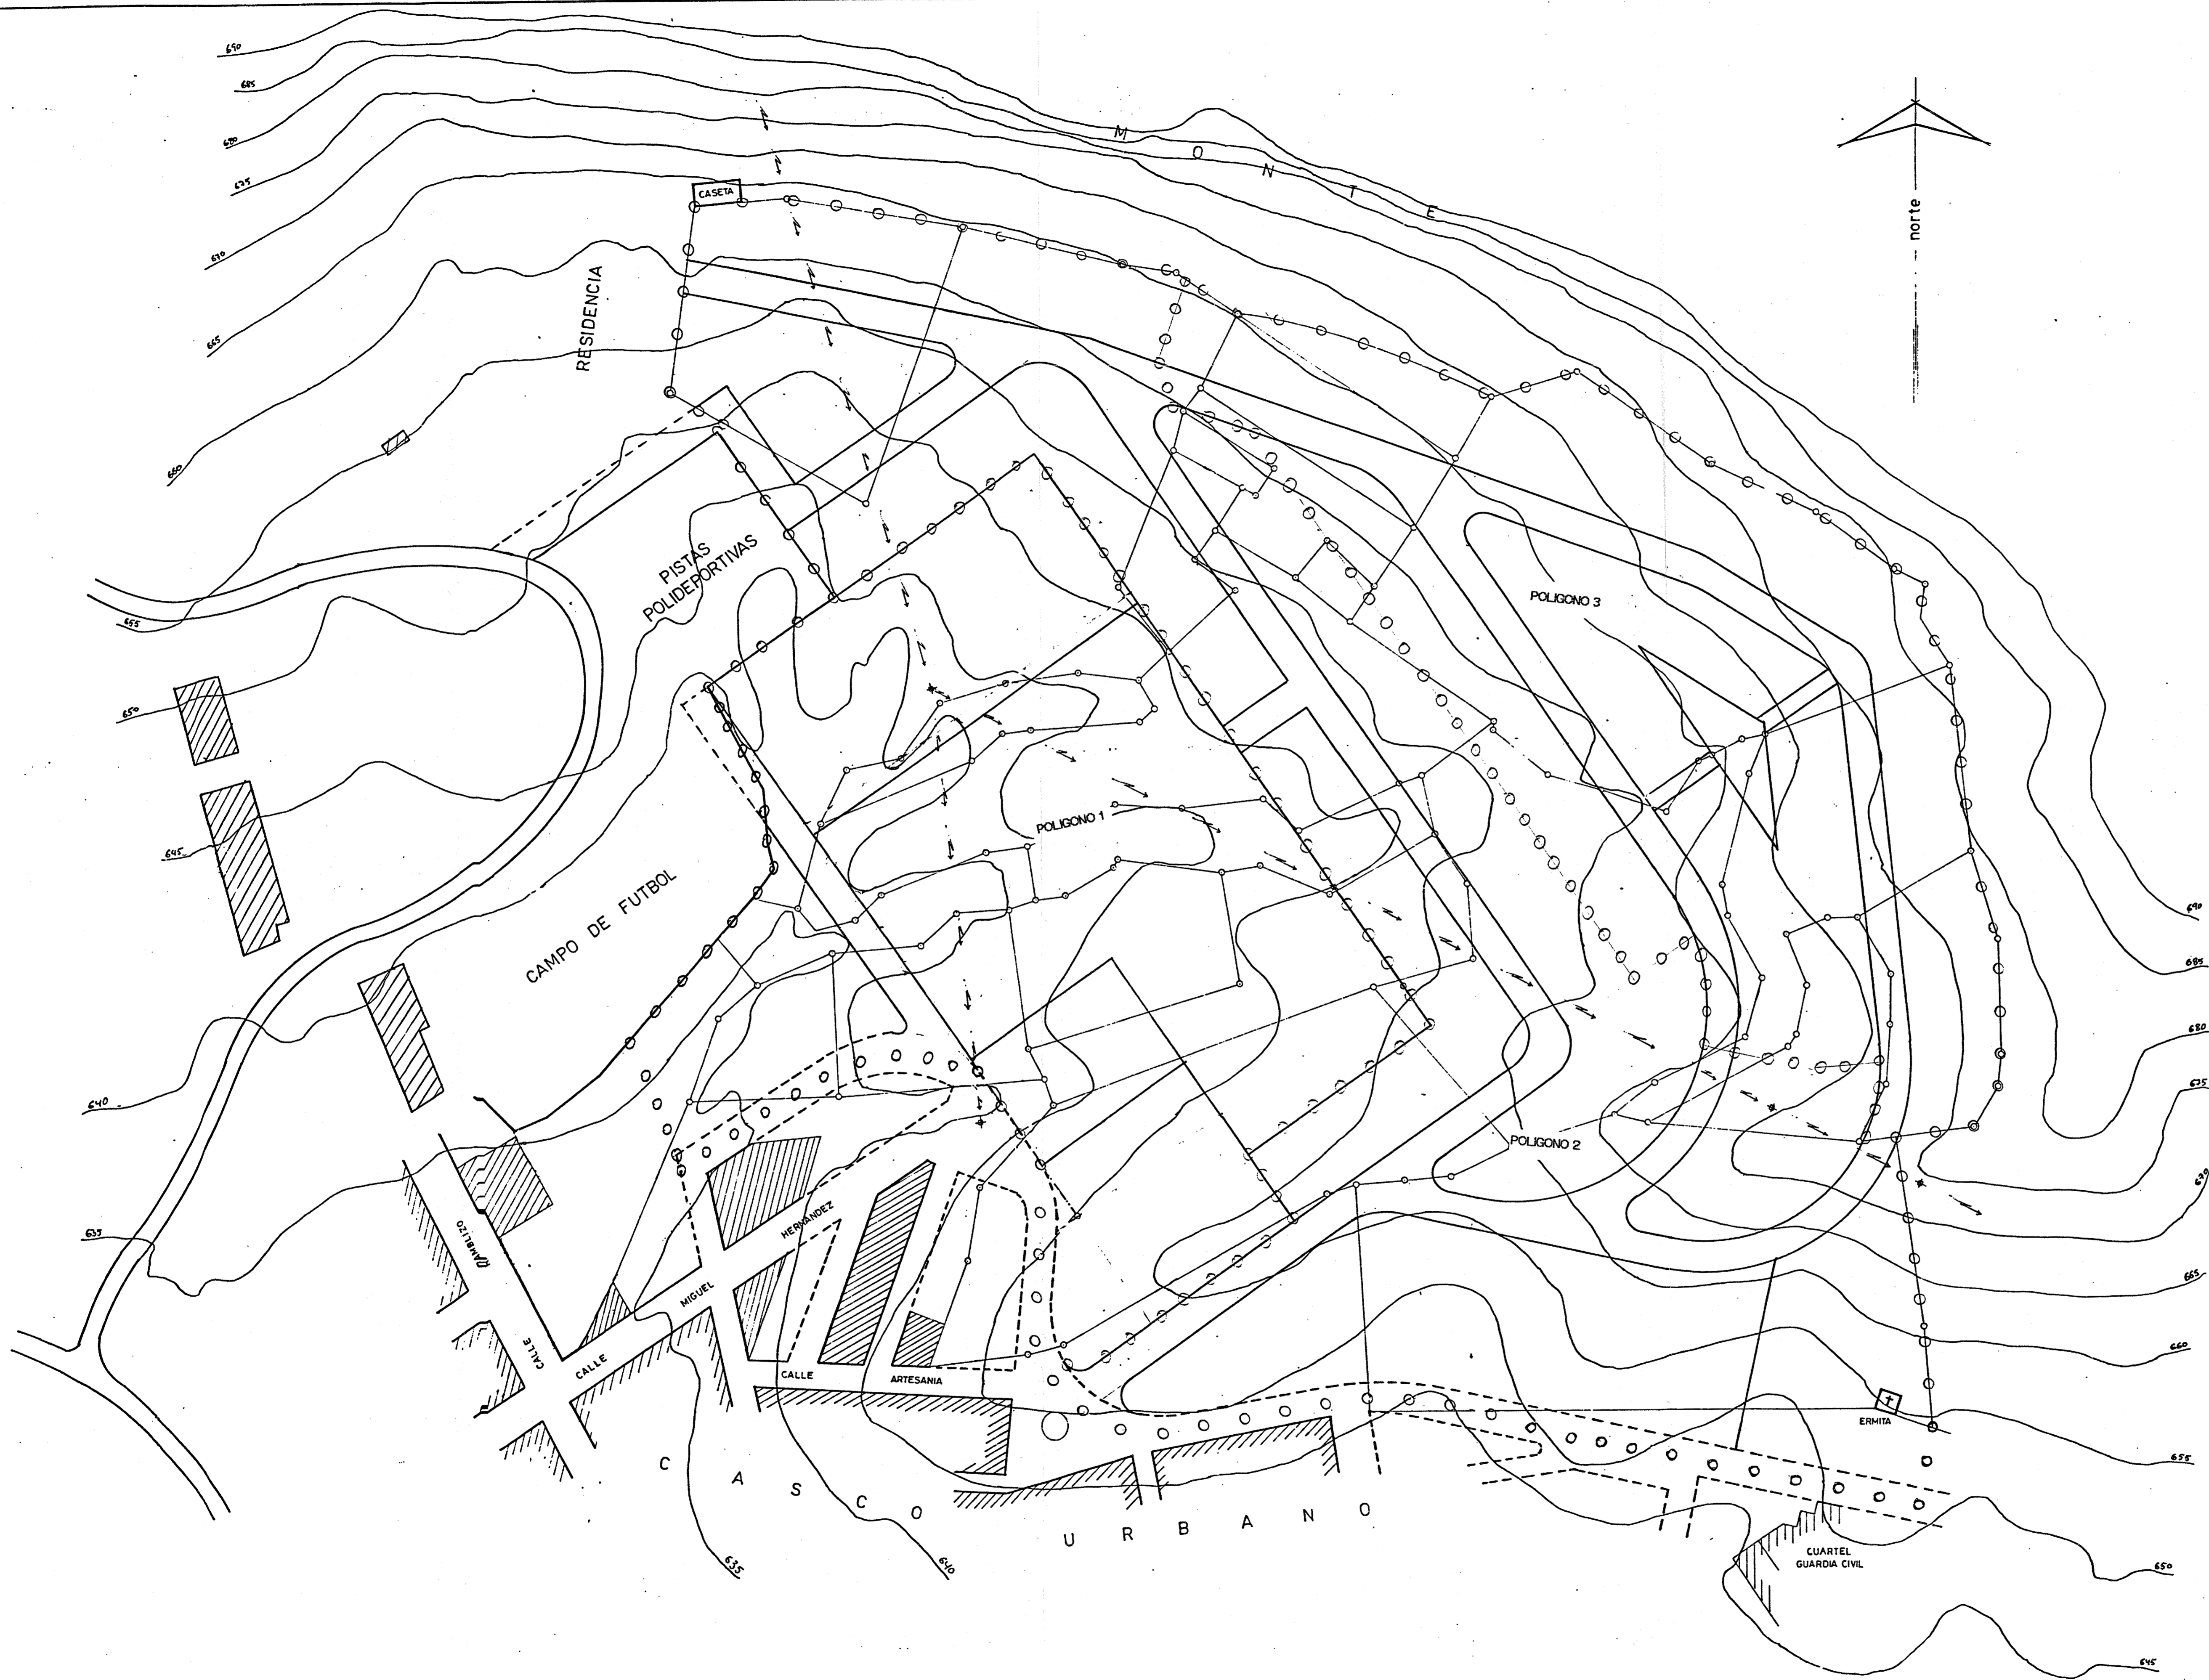 690
685
680
675
670
665
660
655
650
645
640
635
M O N T E
norte
CASETA
RESIDENCIA
PISTAS
POLIDEPORTIVAS
CAMPO DE FUTBOL
POLIGONO 1
POLIGONO 3
POLIGONO 2
CALLE
RAMBLIZO
CALLE
MIGUEL
HERNANDEZ
CALLE
ARTESANIA
C A S C O
U R B A N O
ERMITA
CUARTEL
GUARDIA CIVIL
690
685
680
675
670
665
660
655
650
645
635
640